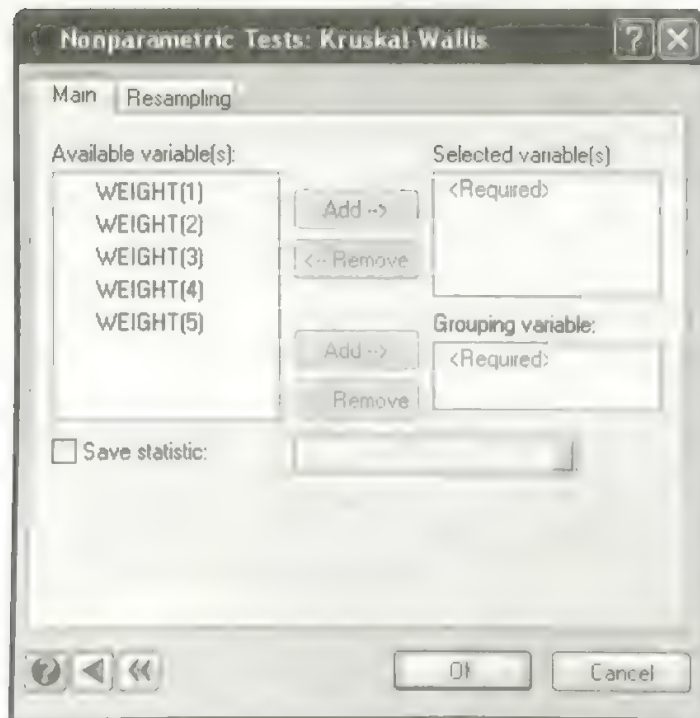 Nonparametric Tests: Kruskal-Wallis
Main
Resampling
Available variable(s):
WEIGHT(1)
WEIGHT(2)
WEIGHT(3)
WEIGHT(4)
WEIGHT(5)
Add -->
<-- Remove
Selected variable(s)
<Required>
Add -->
Remove
Grouping variable:
<Required>
Save statistic:
Cancel